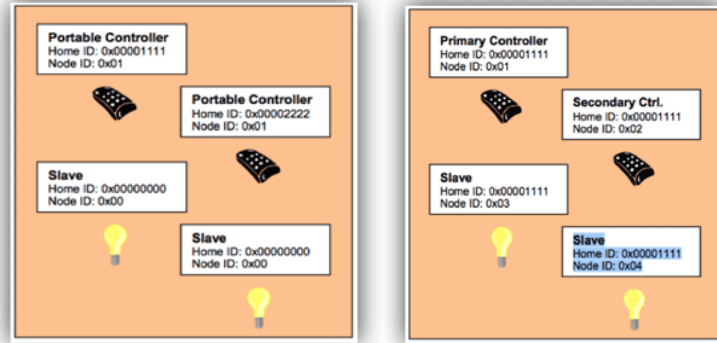 Portable Controller
Home ID: 0x00001111
Node ID: 0x01
Portable Controller
Home ID: 0x00002222
Node ID: 0x01
Slave
Home ID: 0x00000000
Node ID: 0x00
Slave
Home ID: 0x00000000
Node ID: 0x00
Primary Controller
Home ID: 0x00001111
Node ID: 0x01
Secondary Ctrl.
Home ID: 0x00001111
Node ID: 0x02
Slave
Home ID: 0x00001111
Node ID: 0x03
Slave
Home ID: 0x00001111
Node ID: 0x04